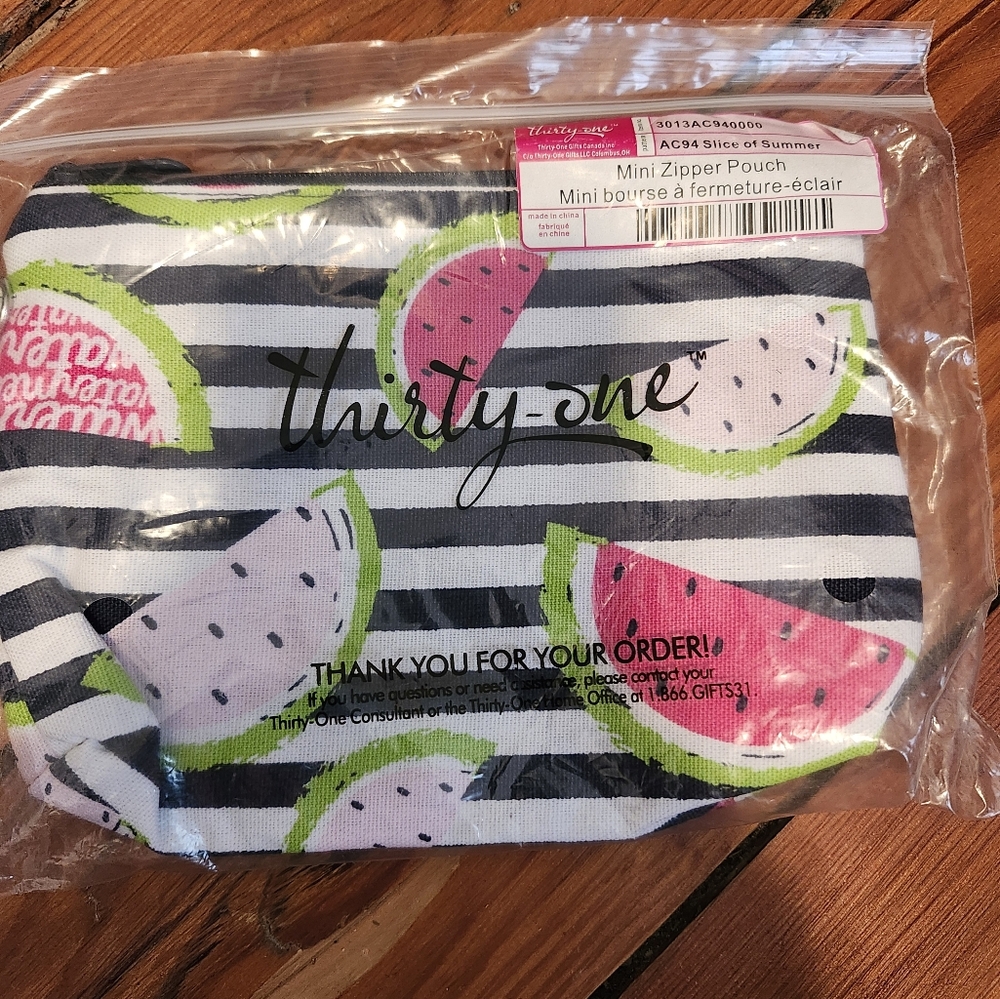 thirty-one™
Thirty-One Gifts Canada Inc
C/o Thirty-One Gifts LLC Columbus, OH
3013AC940000
AC94 Slice of Summer
Mini Zipper Pouch
Mini bourse à fermeture-éclair
made in china
fabriqué
en chine
water
thirty-one™
THANK YOU FOR YOUR ORDER!
If you have questions or need assistance, please contact your
Thirty-One Consultant or the Thirty-One Home Office at 1.866.GIFTS31.